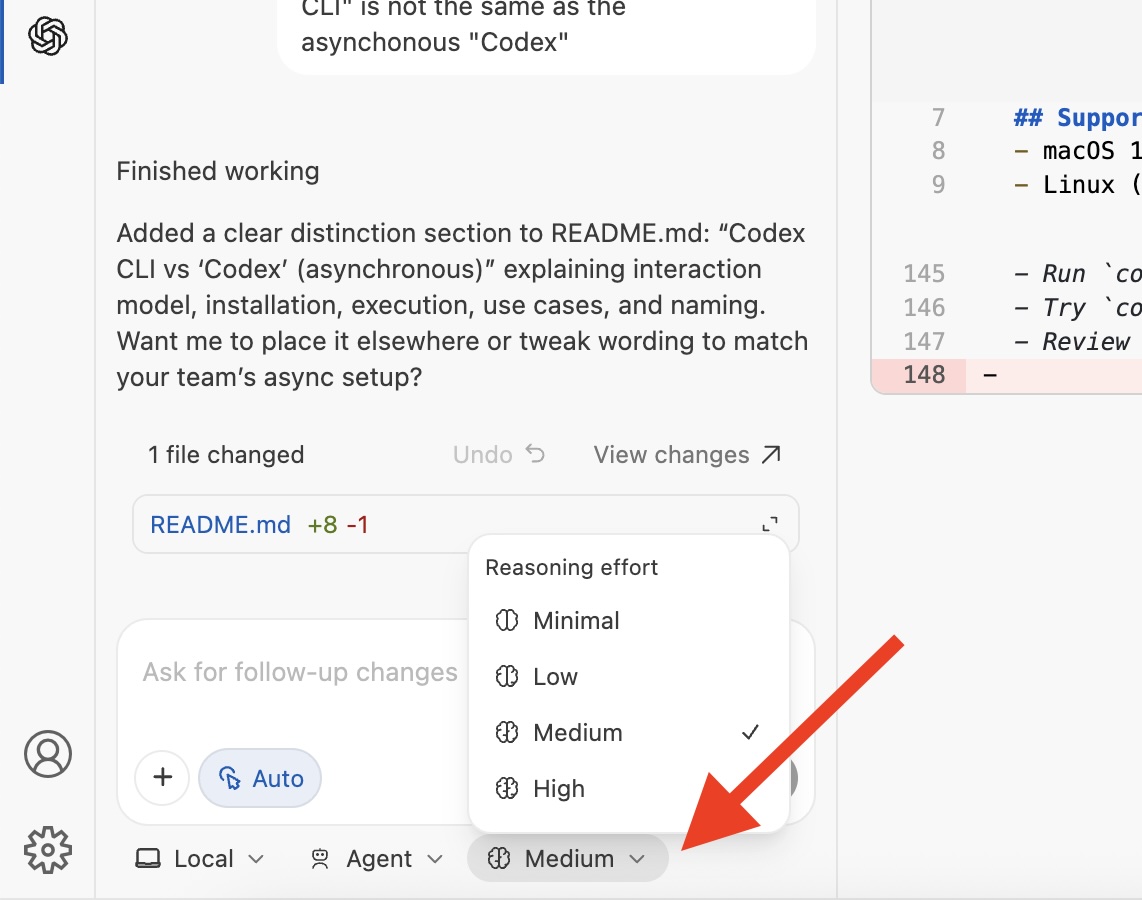 CLI" is not the same as the
asynchonous "Codex"
Finished working
Added a clear distinction section to README.md: “Codex
CLI vs ‘Codex’ (asynchronous)” explaining interaction
model, installation, execution, use cases, and naming.
Want me to place it elsewhere or tweak wording to match
your team’s async setup?
1 file changed
Undo
View changes
README.md +8 -1
Reasoning effort
Minimal
Low
Medium
High
Ask for follow-up changes
+
Auto
Local
Agent
Medium
7 ## Suppor
8 - macOS 1
9 - Linux (
145 - Run `co
146 - Try `co
147 - Review
148 -